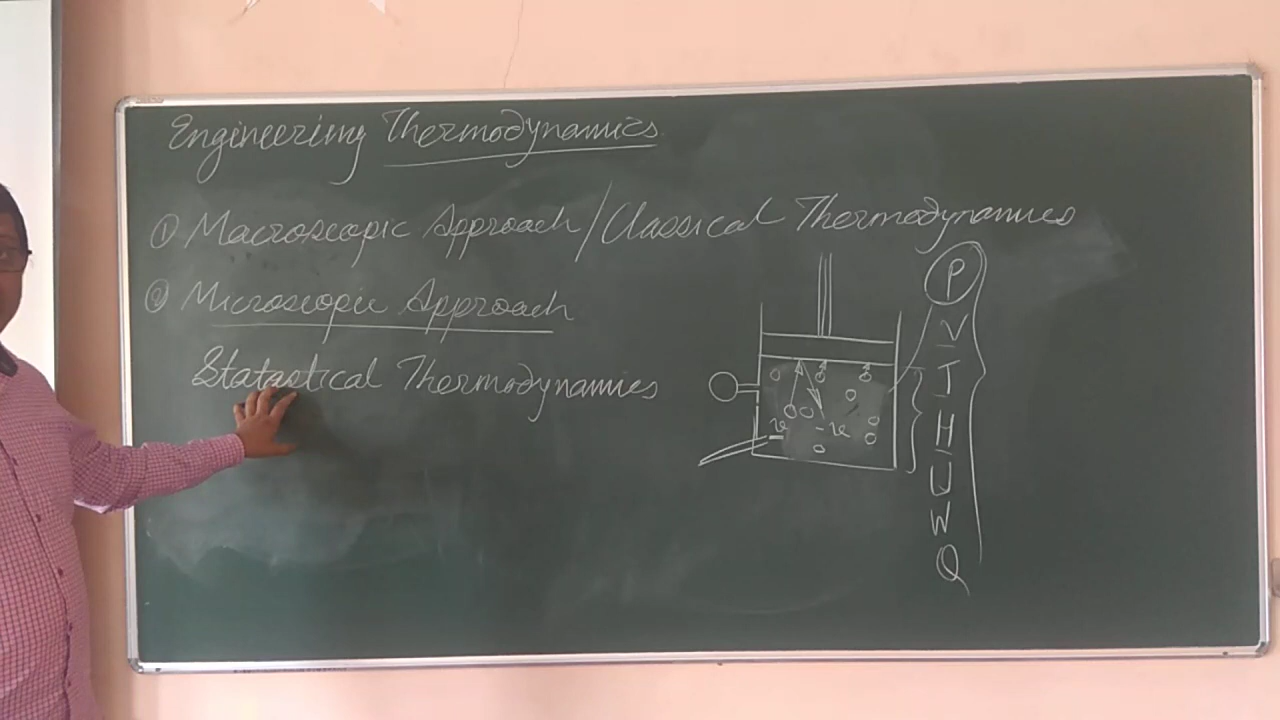 Engineering Thermodynamics
① Macroscopic Approach/Classical Thermodynamics
② Microscopic Approach
Statastical Thermodynamics
P
V
T
H
U
W
Q
v -v